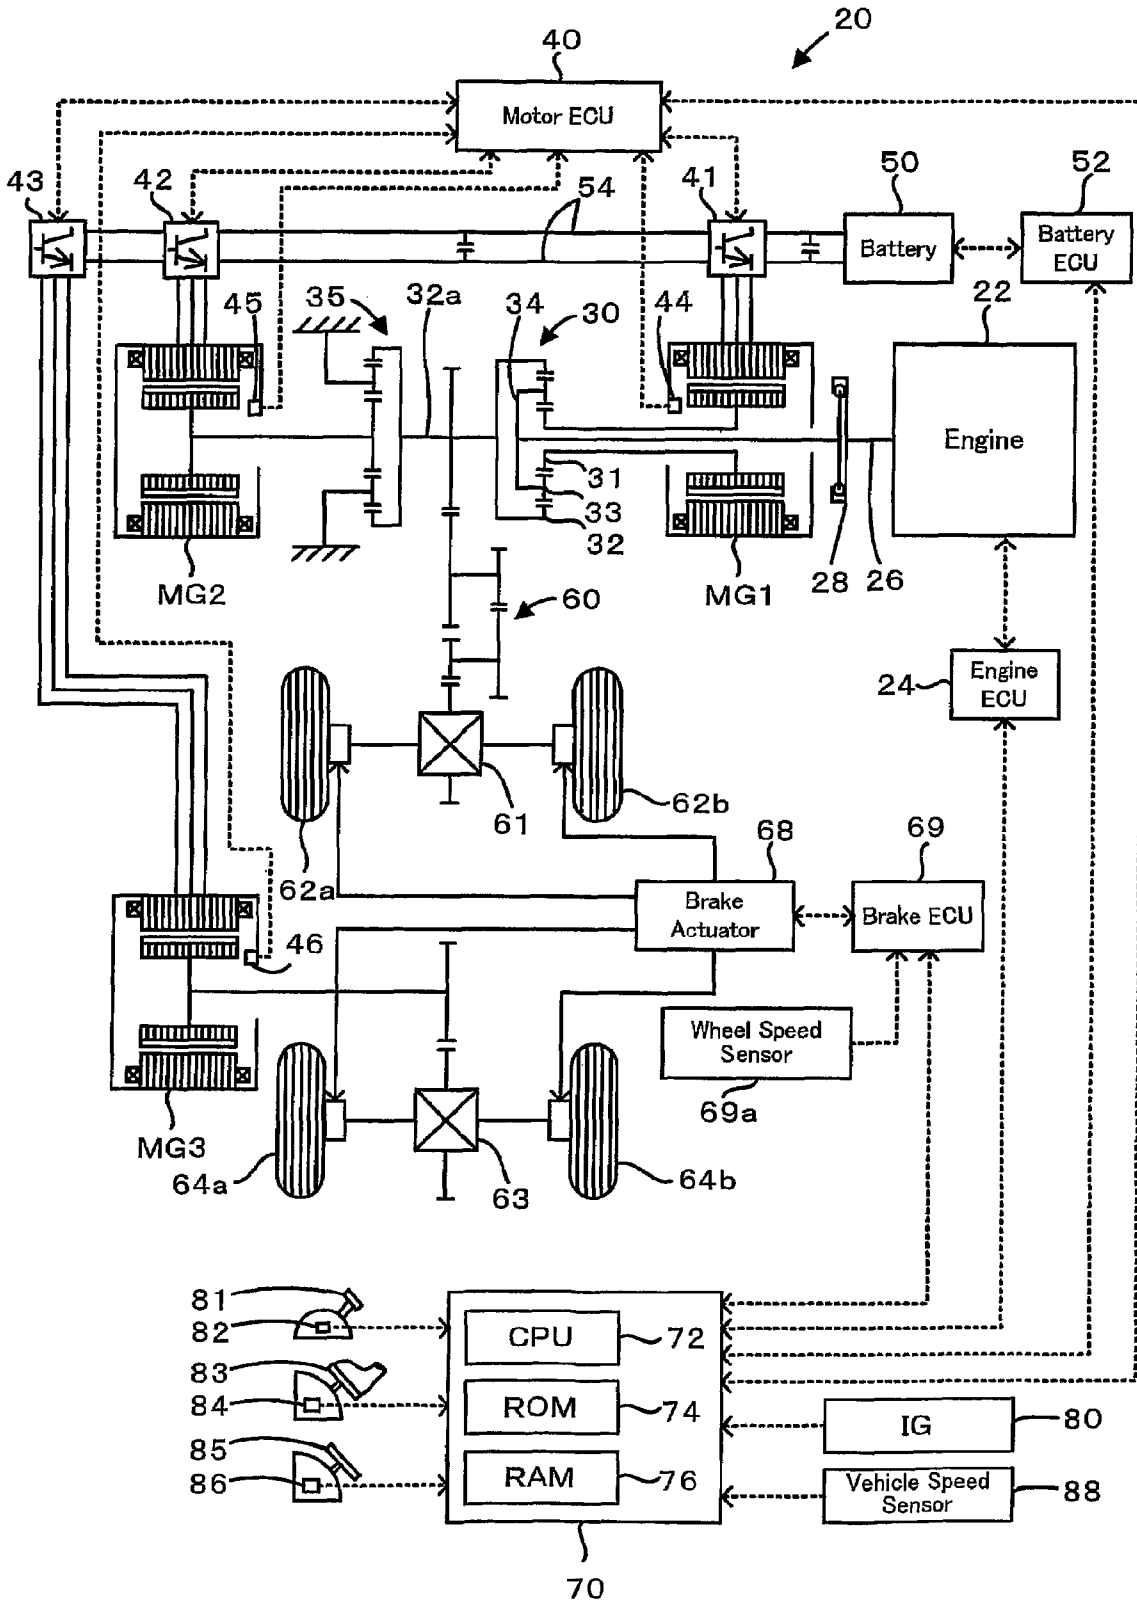 20
40
Motor ECU
43
42
54
41
50
52
Battery
Battery
ECU
45
35
32a
34
30
44
22
Engine
31
33
32
MG2
MG1
28
26
60
24
Engine
ECU
61
62b
62a
68
69
Brake
Actuator
Brake ECU
46
Wheel Speed
Sensor
69a
MG3
64a
63
64b
81
82
CPU
72
83
84
ROM
74
IG
80
85
86
RAM
76
Vehicle Speed
Sensor
88
70